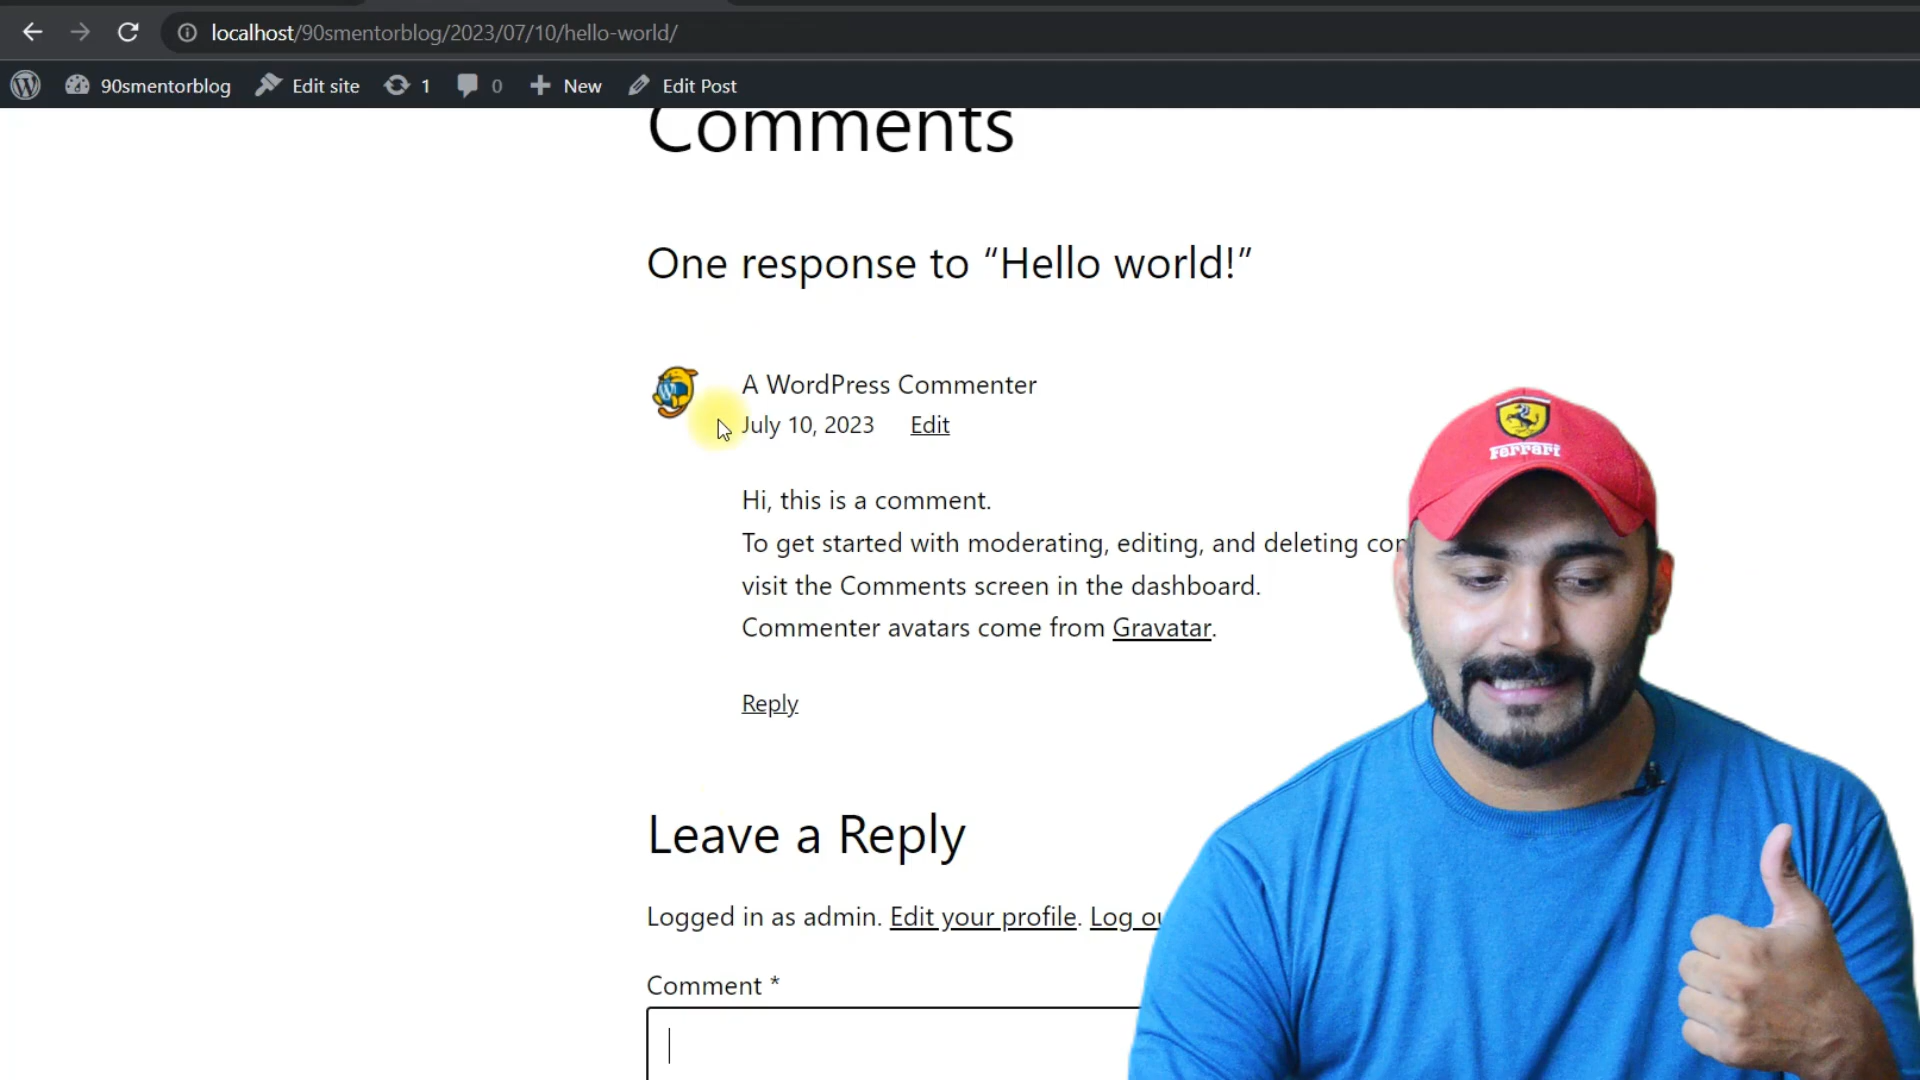 localhost/90smentorblog/2023/07/10/hello-world/
90smentorblog Edit site 1 0 New Edit Post
Comments
One response to “Hello world!”
A WordPress Commenter
July 10, 2023 Edit
Hi, this is a comment.
To get started with moderating, editing, and deleting
visit the Comments screen in the dashboard.
Commenter avatars come from Gravatar.
Reply
Leave a Reply
Logged in as admin. Edit your profile. Log
Comment *
Ferrari